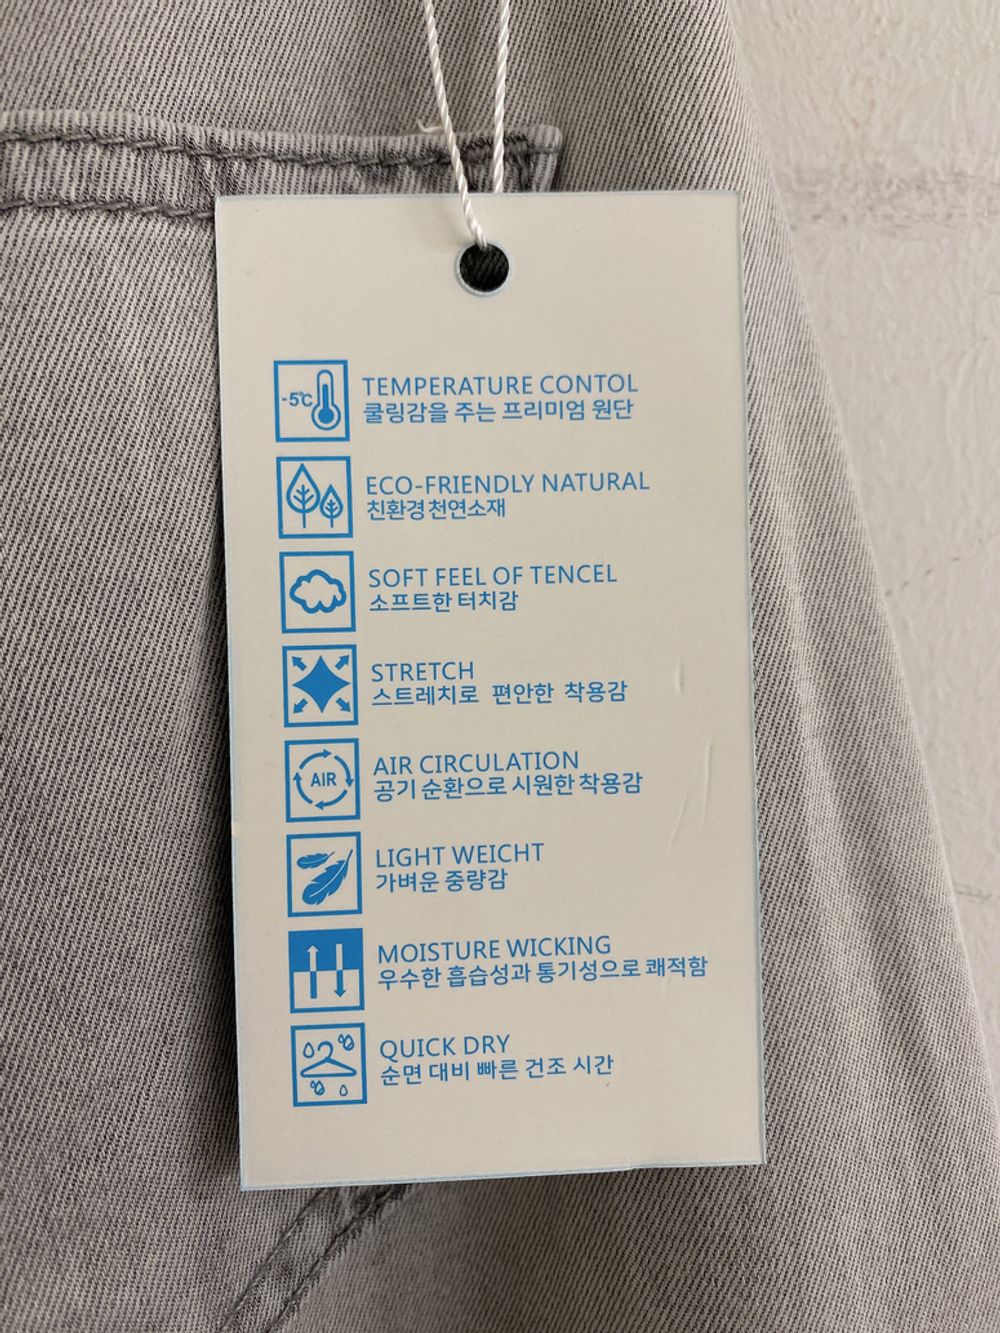 -5℃
TEMPERATURE CONTOL
쿨링감을 주는 프리미엄 원단
ECO-FRIENDLY NATURAL
친환경 천연소재
SOFT FEEL OF TENCEL
소프트한 터치감
STRETCH
스트레치로 편안한 착용감
AIR
AIR CIRCULATION
공기 순환으로 시원한 착용감
LIGHT WEICHT
가벼운 중량감
MOISTURE WICKING
우수한 흡습성과 통기성으로 쾌적함
QUICK DRY
순면 대비 빠른 건조 시간